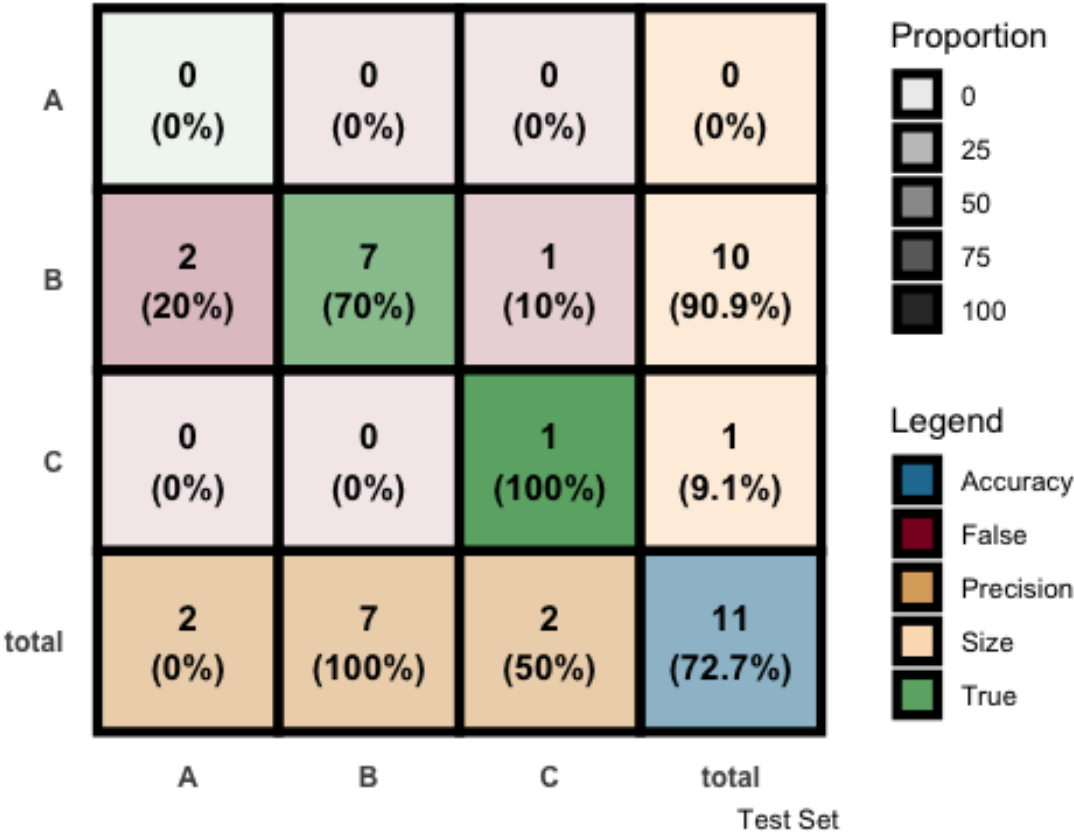 A
0
(0%)
0
(0%)
0
(0%)
0
(0%)
B
2
(20%)
7
(70%)
1
(10%)
10
(90.9%)
C
0
(0%)
0
(0%)
1
(100%)
1
(9.1%)
total
2
(0%)
7
(100%)
2
(50%)
11
(72.7%)
A
B
C
total
Test Set
Proportion
0
25
50
75
100
Legend
Accuracy
False
Precision
Size
True